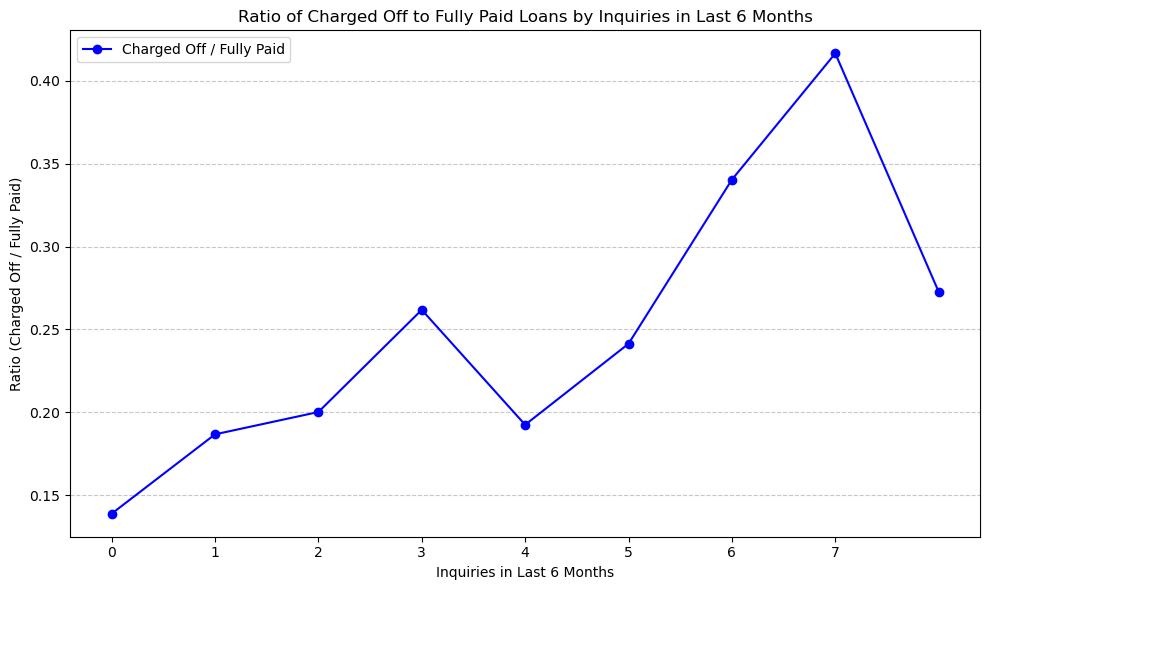 Ratio of Charged Off to Fully Paid Loans by Inquiries in Last 6 Months
Charged Off / Fully Paid
Ratio (Charged Off / Fully Paid)
0.40
0.35
0.30
0.25
0.20
0.15
0 1 2 3 4 5 6 7
Inquiries in Last 6 Months